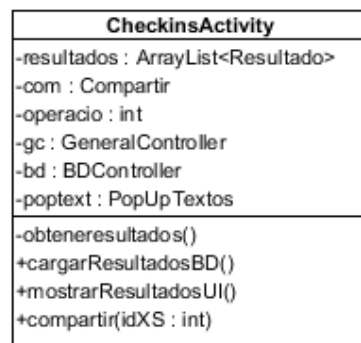 CheckinsActivity
-resultados : ArrayList<Resultado>
-com : Compartir
-operacio : int
-gc : GeneralController
-bd : BDController
-poptext : PopUpTextos
-obteneresultados()
+cargarResultadosBD()
+mostrarResultadosUI()
+compartir(idXS : int)